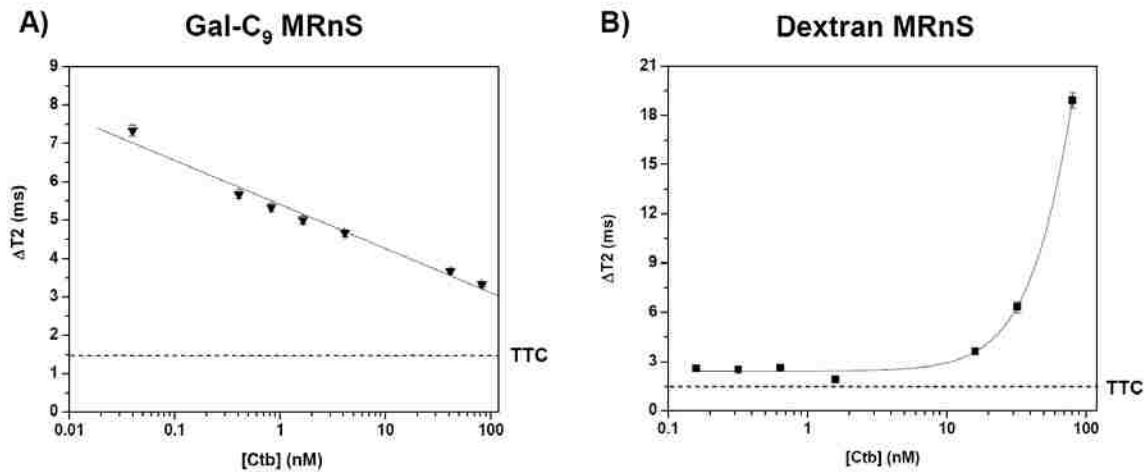 A)
Gal-C₉ MRnS
9
8
7
6
5
4
3
2
1
0
ΔT2 (ms)
TTC
0.01
0.1
1
10
100
[Ctb] (nM)
B)
Dextran MRnS
21
18
15
12
9
6
3
0
ΔT2 (ms)
TTC
0.1
1
10
100
[Ctb] (nM)